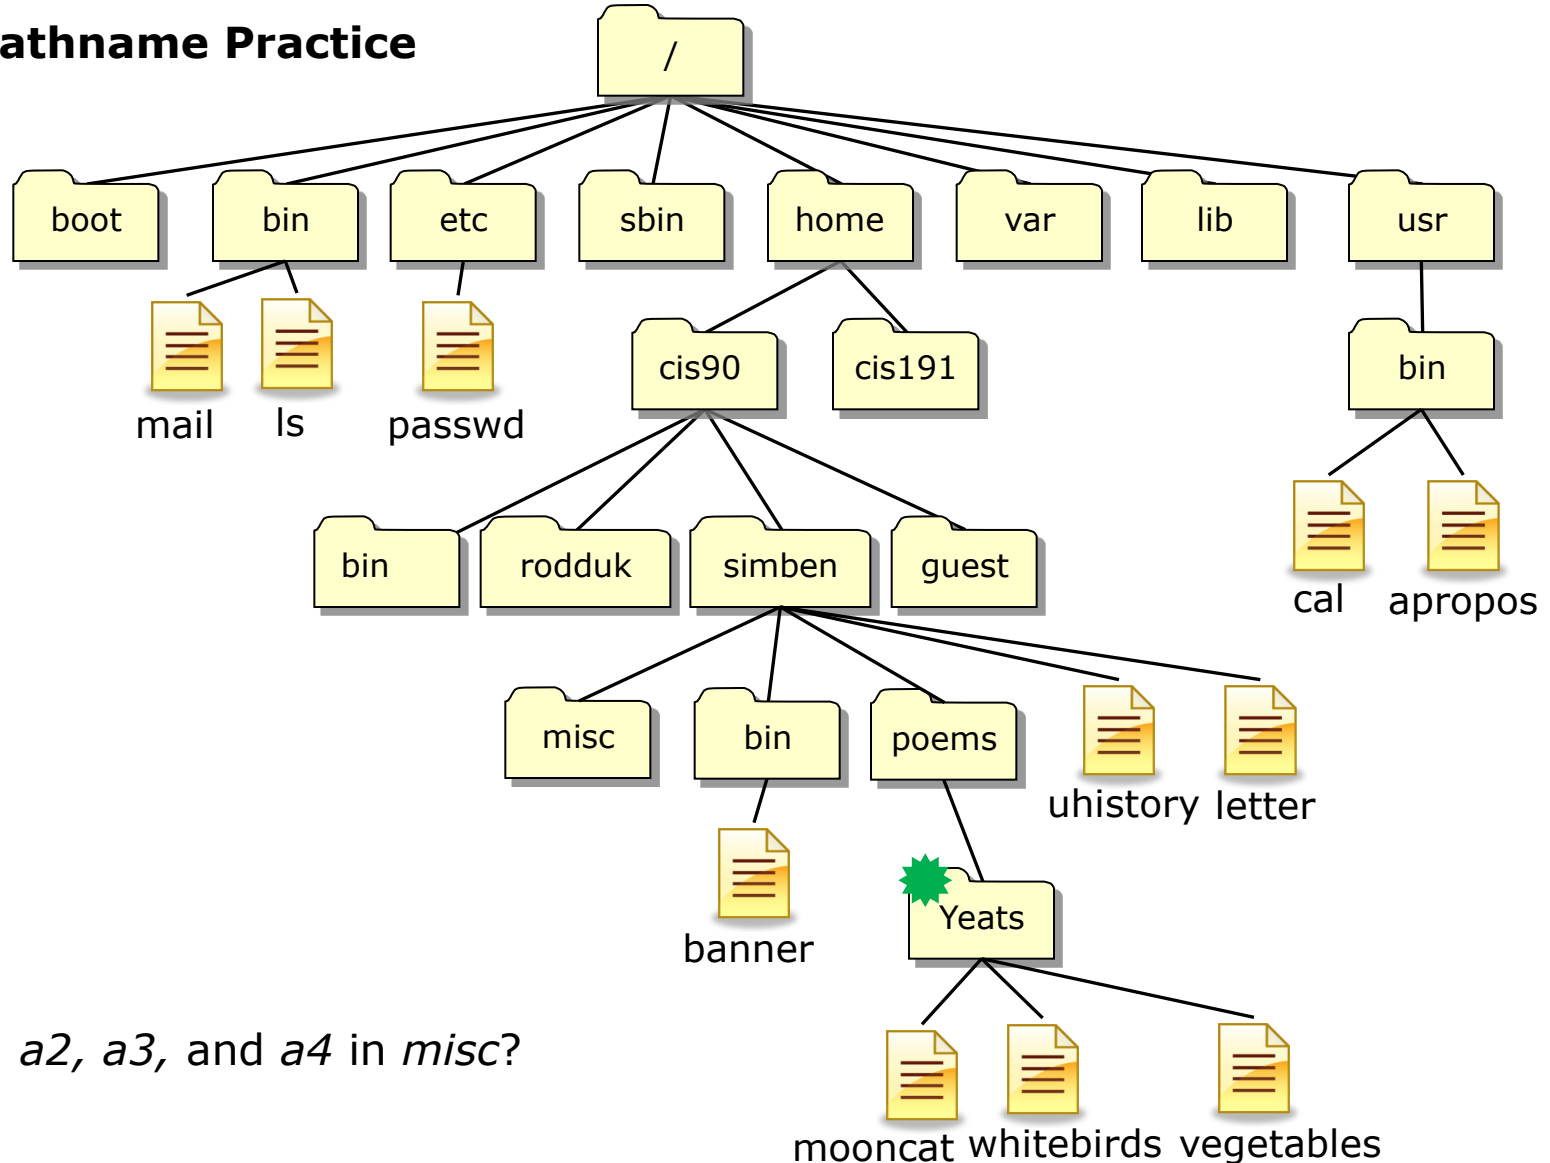 athname Practice
/
boot bin etc sbin home var lib usr
mail ls passwd
cis90 cis191 bin
bin rodduk simben guest
cal apropos
misc bin poems
uhistory letter
banner
Yeats
a2, a3, and a4 in misc?
mooncat whitebirds vegetables